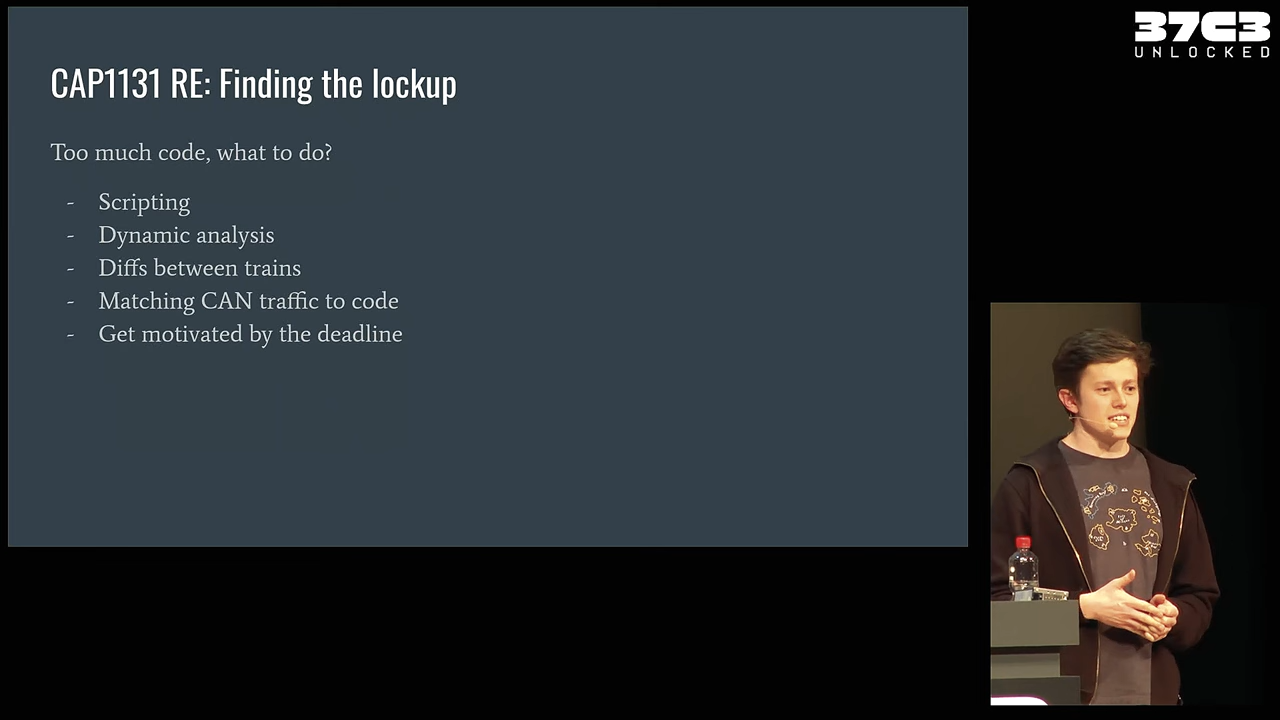 37C3
UNLOCKED
CAP1131 RE: Finding the lockup
Too much code, what to do?
- Scripting
- Dynamic analysis
- Diffs between trains
- Matching CAN traffic to code
- Get motivated by the deadline